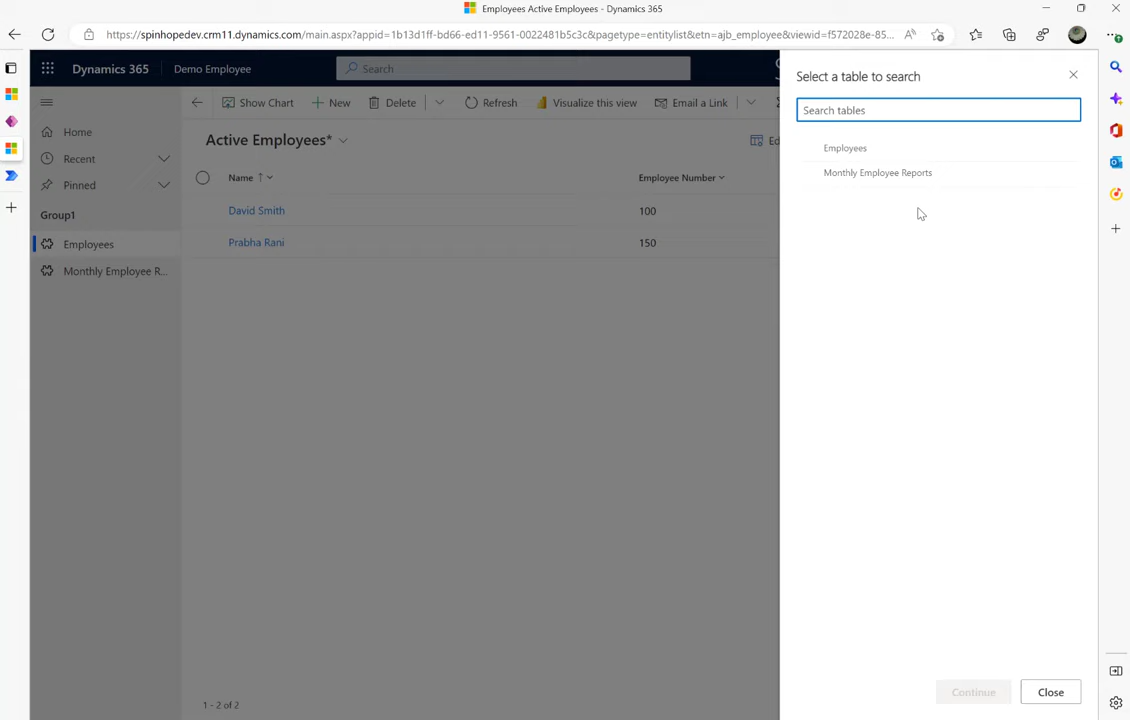 Employees Active Employees - Dynamics 365
https://spinhopedev.crm11.dynamics.com/main.aspx?appid=1b13d1ff-bd66-ed11-9561-0022481b5c3c&pagetype=entitylist&etn=ajb_employee&viewid=f572028e-85...
Dynamics 365 Demo Employee Search
Select a table to search
Show Chart New Delete Refresh Visualize this view Email a Link
Search tables
Home
Active Employees*
Recent
Employees
Name Employee Number
Monthly Employee Reports
Pinned
David Smith 100
Group1
Employees
Prabha Rani 150
Monthly Employee R...
1 - 2 of 2
Continue Close